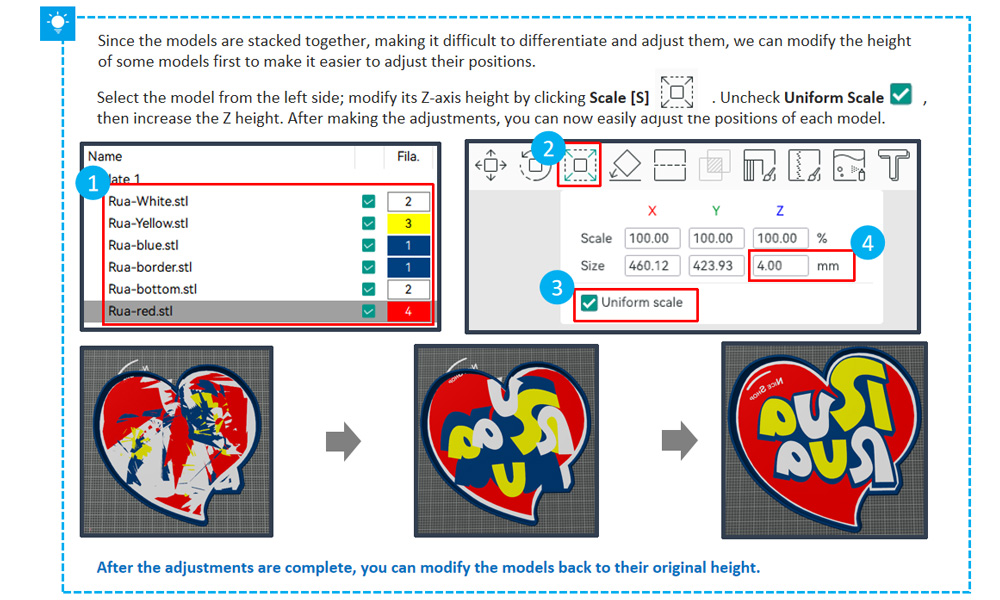 Since the models are stacked together, making it difficult to differentiate and adjust them, we can modify the height
of some models first to make it easier to adjust their positions.
Select the model from the left side; modify its Z-axis height by clicking Scale [S] . Uncheck Uniform Scale ,
then increase the Z height. After making the adjustments, you can now easily adjust the positions of each model.
Name Fila.
1
late 1
Rua-White.stl 2
Rua-Yellow.stl 3
Rua-blue.stl 1
Rua-border.stl 1
Rua-bottom.stl 2
Rua-red.stl 4
2
X Y Z
Scale 100.00 100.00 100.00 %
4
Size 460.12 423.93 4.00 mm
3
Uniform scale
Nice Shop
Rua
Rua
After the adjustments are complete, you can modify the models back to their original height.